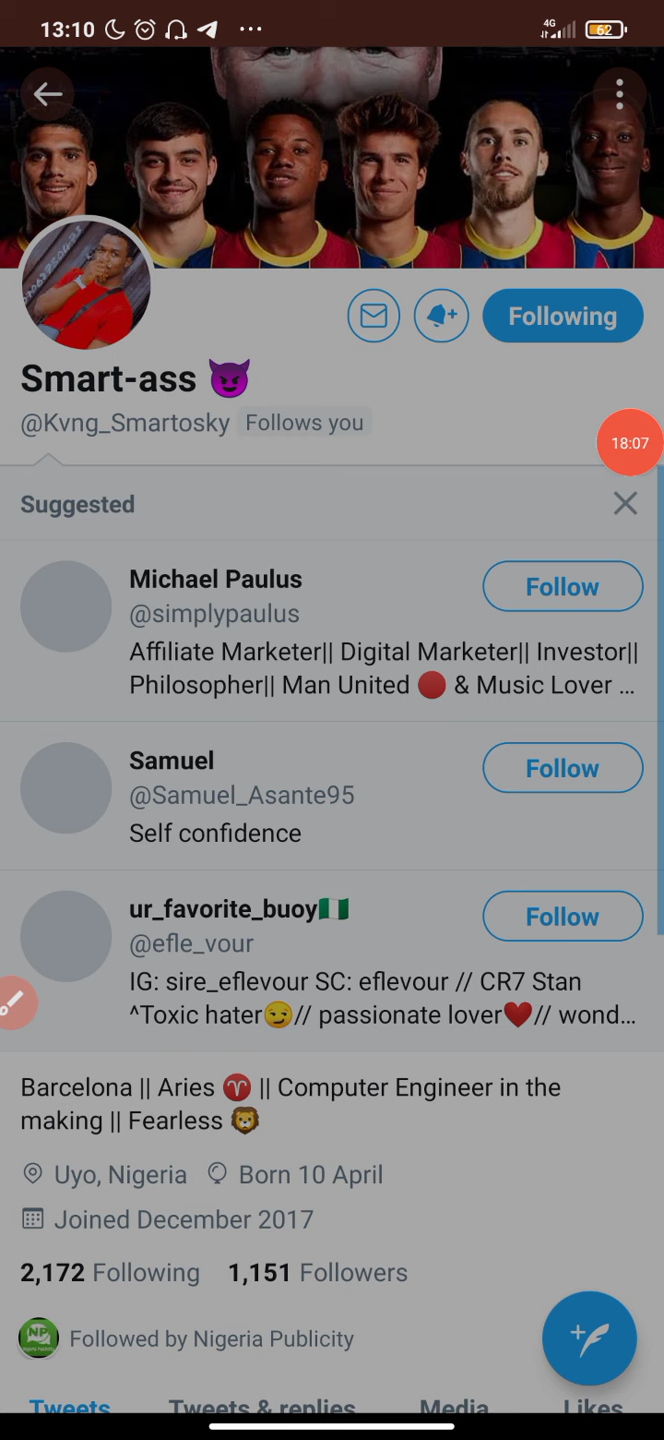 13:10
4G
62
Following
Smart-ass 😈
@Kvng_Smartosky Follows you
18:07
Suggested
Michael Paulus
Follow
@simplypaulus
Affiliate Marketer|| Digital Marketer|| Investor||
Philosopher|| Man United 🔴 & Music Lover ...
Samuel
Follow
@Samuel_Asante95
Self confidence
ur_favorite_buoy🇳🇬
Follow
@efle_vour
IG: sire_eflevour SC: eflevour // CR7 Stan
^Toxic hater😏// passionate lover❤️// wond...
Barcelona || Aries ♈ || Computer Engineer in the
making || Fearless 🦁
Uyo, Nigeria Born 10 April
Joined December 2017
2,172 Following 1,151 Followers
Followed by Nigeria Publicity
Tweets Tweets & replies Media Likes